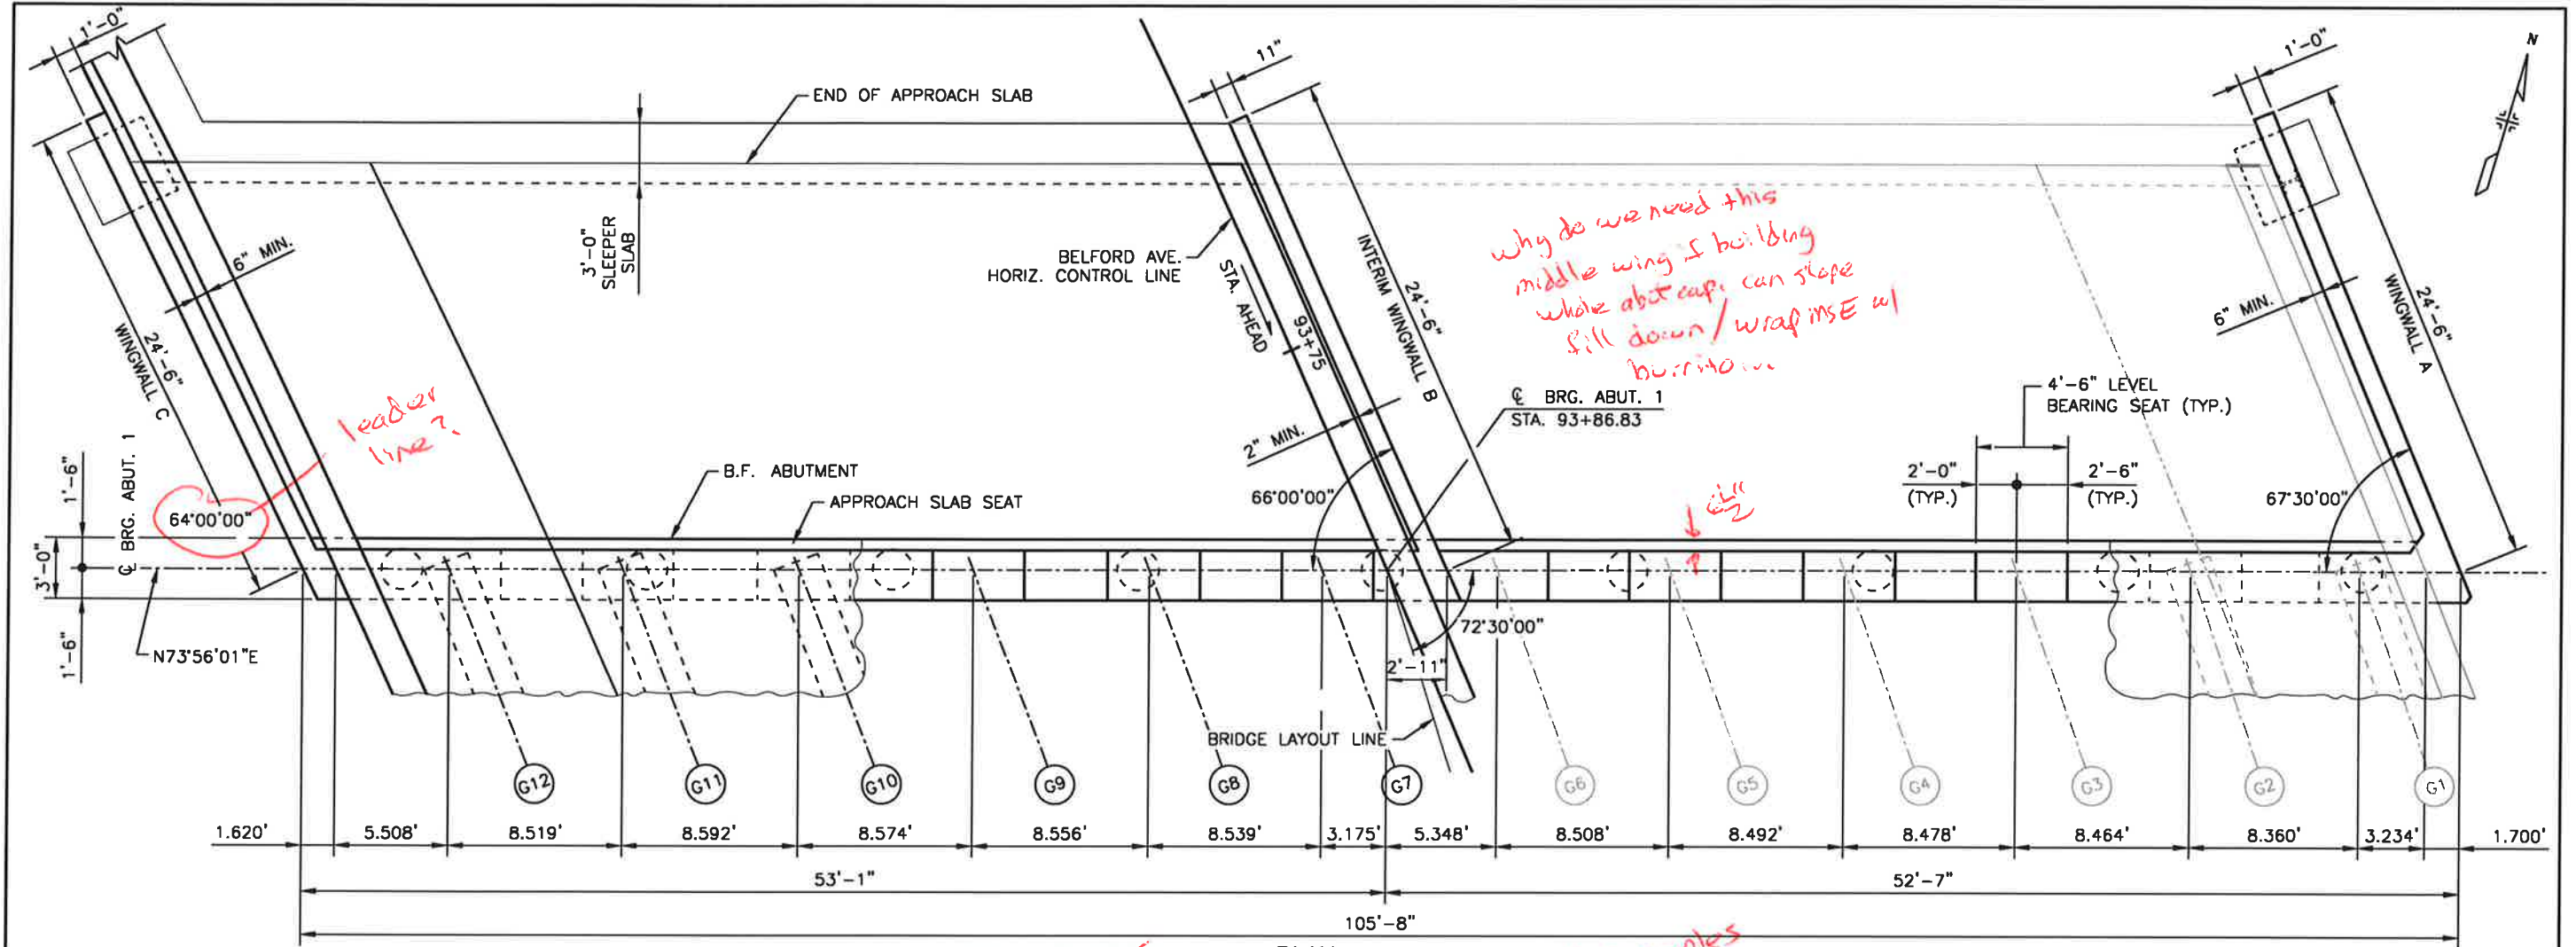 1'-0"
11"
1'-0"
N
END OF APPROACH SLAB
3'-0"
SLEEPER
SLAB
6" MIN.
24'-6"
WINGWALL C
BELFORD AVE.
HORIZ. CONTROL LINE
STA. AHEAD
93+75
24'-6"
INTERIM WINGWALL B
why do we need this
middle wing if building
whole abut cap. can slope
fill down / wrap MSE w/
burrito...
6" MIN.
24'-6"
WINGWALL A
leader
line?
64°00'00"
1'-6"
℄ BRG. ABUT. 1
3'-0"
1'-6"
N73°56'01"E
B.F. ABUTMENT
APPROACH SLAB SEAT
2" MIN.
66°00'00"
℄ BRG. ABUT. 1
STA. 93+86.83
4'-6" LEVEL
BEARING SEAT (TYP.)
2'-0"
(TYP.)
2'-6"
(TYP.)
67°30'00"
72°30'00"
2'-11"
BRIDGE LAYOUT LINE
G12
G11
G10
G9
G8
G7
G6
G5
G4
G3
G2
G1
1.620'
5.508'
8.519'
8.592'
8.574'
8.556'
8.539'
3.175'
5.348'
8.508'
8.492'
8.478'
8.464'
8.360'
3.234'
1.700'
53'-1"
52'-7"
105'-8"